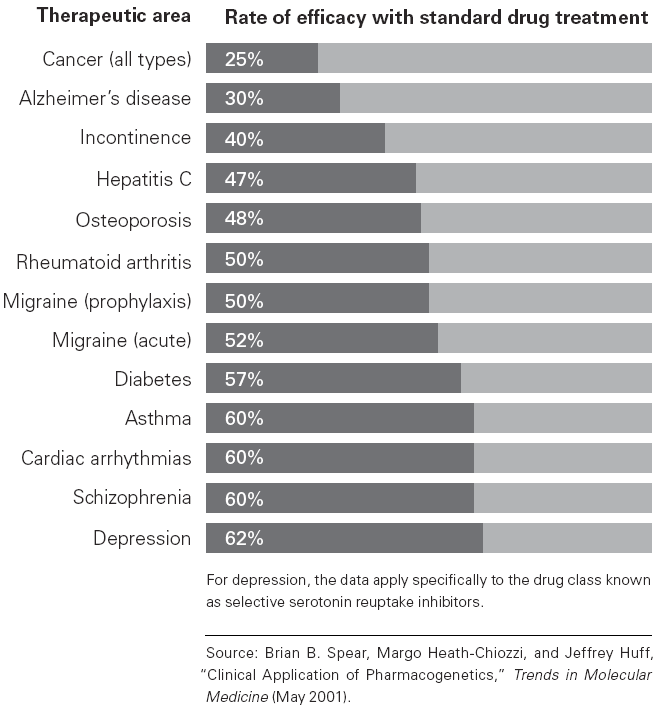 Therapeutic area Rate of efficacy with standard drug treatment
Cancer (all types) 25%
Alzheimer’s disease 30%
Incontinence 40%
Hepatitis C 47%
Osteoporosis 48%
Rheumatoid arthritis 50%
Migraine (prophylaxis) 50%
Migraine (acute) 52%
Diabetes 57%
Asthma 60%
Cardiac arrhythmias 60%
Schizophrenia 60%
Depression 62%
For depression, the data apply specifically to the drug class known
as selective serotonin reuptake inhibitors.
Source: Brian B. Spear, Margo Heath-Chiozzi, and Jeffrey Huff,
“Clinical Application of Pharmacogenetics,” Trends in Molecular
Medicine (May 2001).